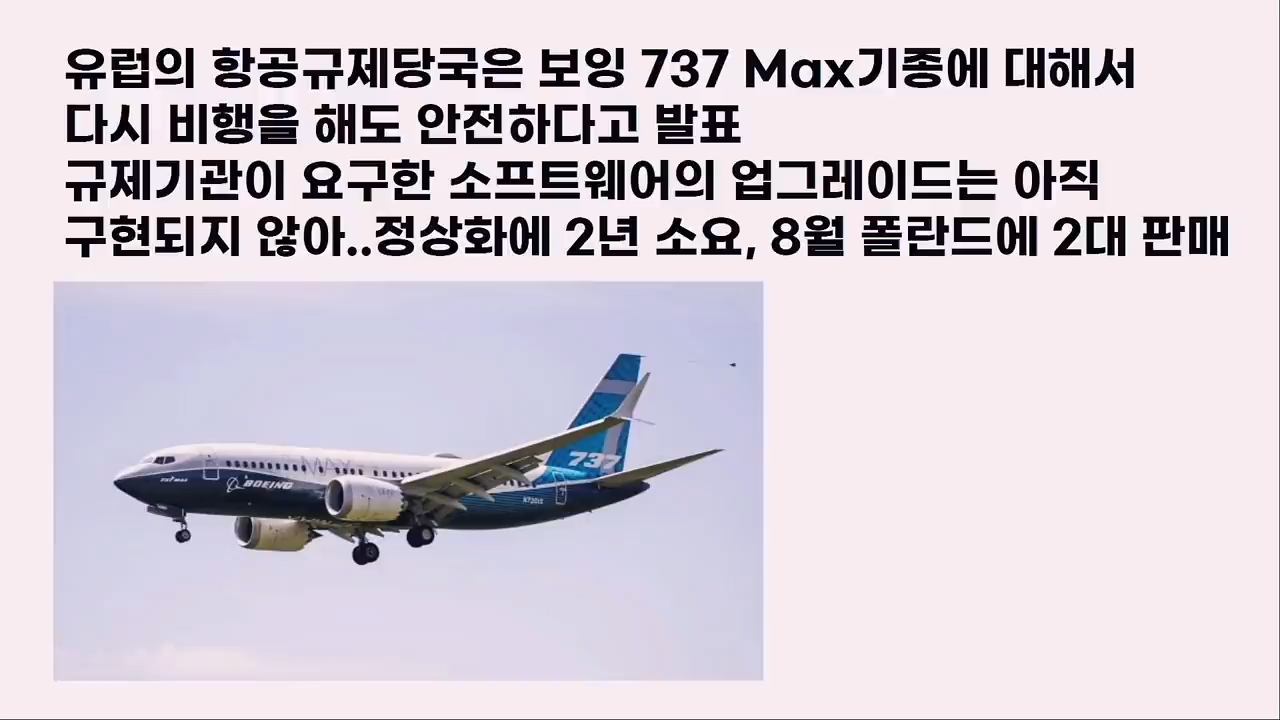 유럽의 항공규제당국은 보잉 737 Max기종에 대해서
다시 비행을 해도 안전하다고 발표
규제기관이 요구한 소프트웨어의 업그레이드는 아직
구현되지 않아..정상화에 2년 소요, 8월 폴란드에 2대 판매
737
MAX
BOEING